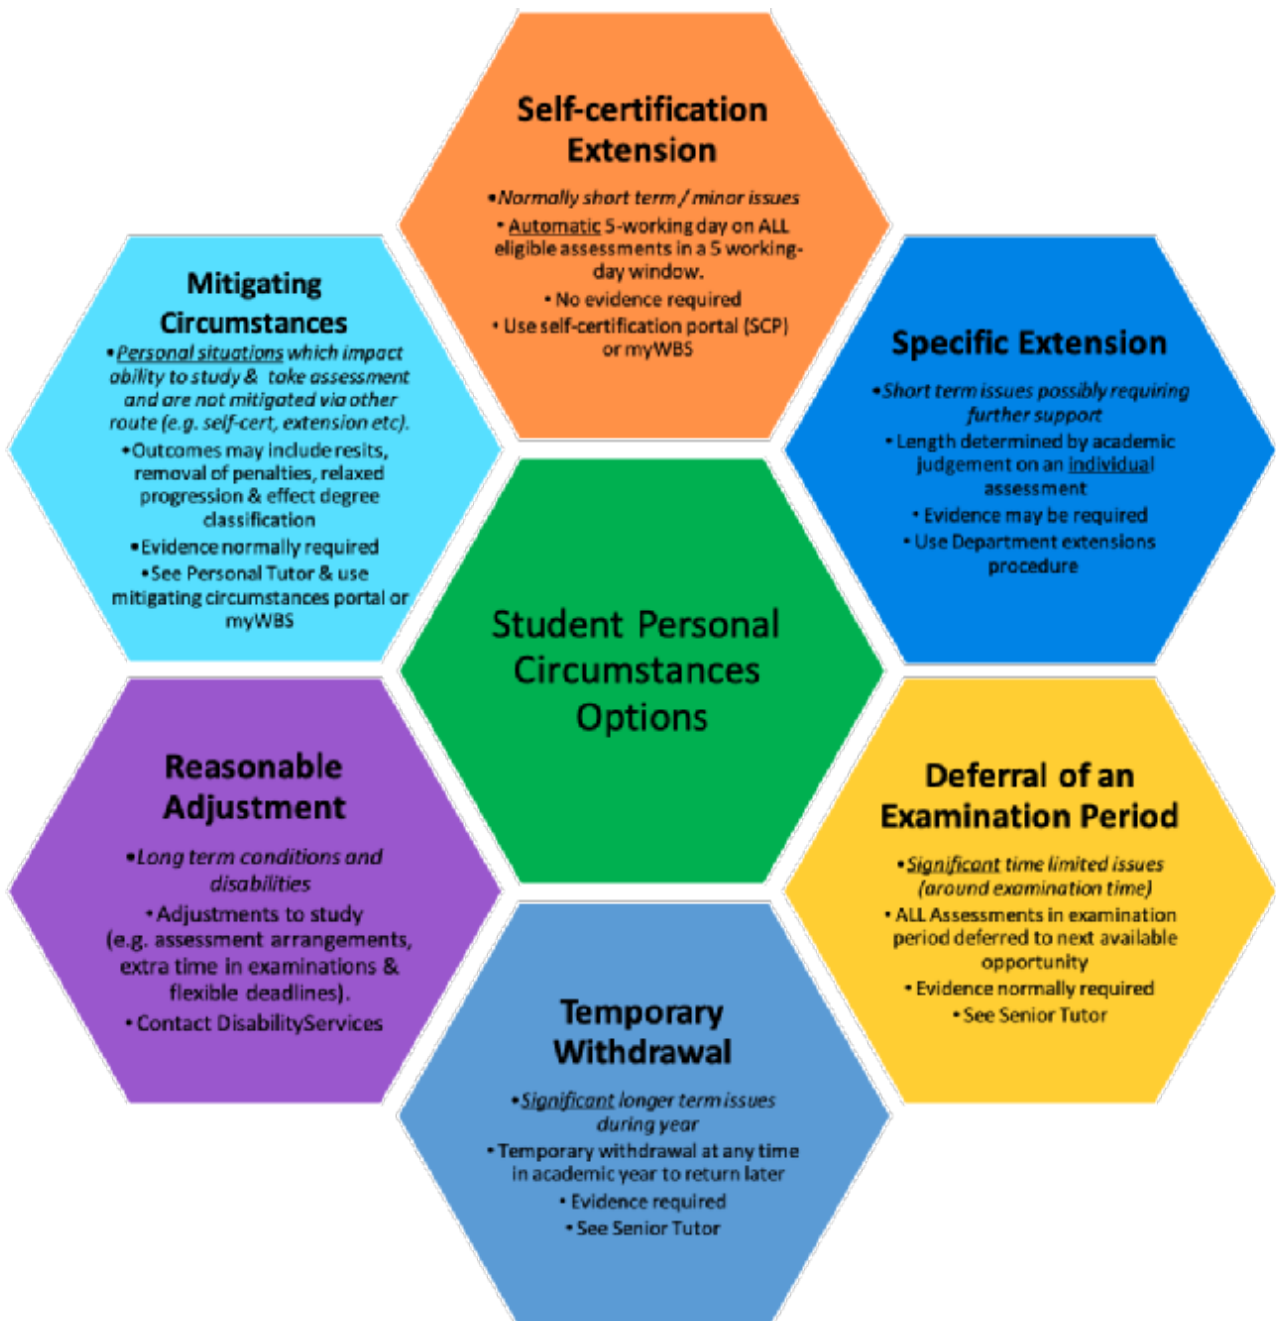 Self-certification
Extension
•Normally short term / minor issues
• Automatic 5-working day on ALL
eligible assessments in a 5 working-
day window.
• No evidence required
• Use self-certification portal (SCP)
or myWBS
Mitigating
Circumstances
•Personal situations which impact
ability to study & take assessment
and are not mitigated via other
route (e.g. self-cert, extension etc).
•Outcomes may include resits,
removal of penalties, relaxed
progression & effect degree
classification
•Evidence normally required
•See Personal Tutor & use
mitigating circumstances portal or
myWBS
Specific Extension
•Short term issues possibly requiring
further support
• Length determined by academic
judgement on an individual
assessment
• Evidence may be required
• Use Department extensions
procedure
Student Personal
Circumstances
Options
Reasonable
Adjustment
•Long term conditions and
disabilities
• Adjustments to study
(e.g. assessment arrangements,
extra time in examinations &
flexible deadlines).
• Contact DisabilityServices
Deferral of an
Examination Period
•Significant time limited issues
(around examination time)
• ALL Assessments in examination
period deferred to next available
opportunity
• Evidence normally required
• See Senior Tutor
Temporary
Withdrawal
•Significant longer term issues
during year
• Temporary withdrawal at any time
in academic year to return later
• Evidence required
• See Senior Tutor